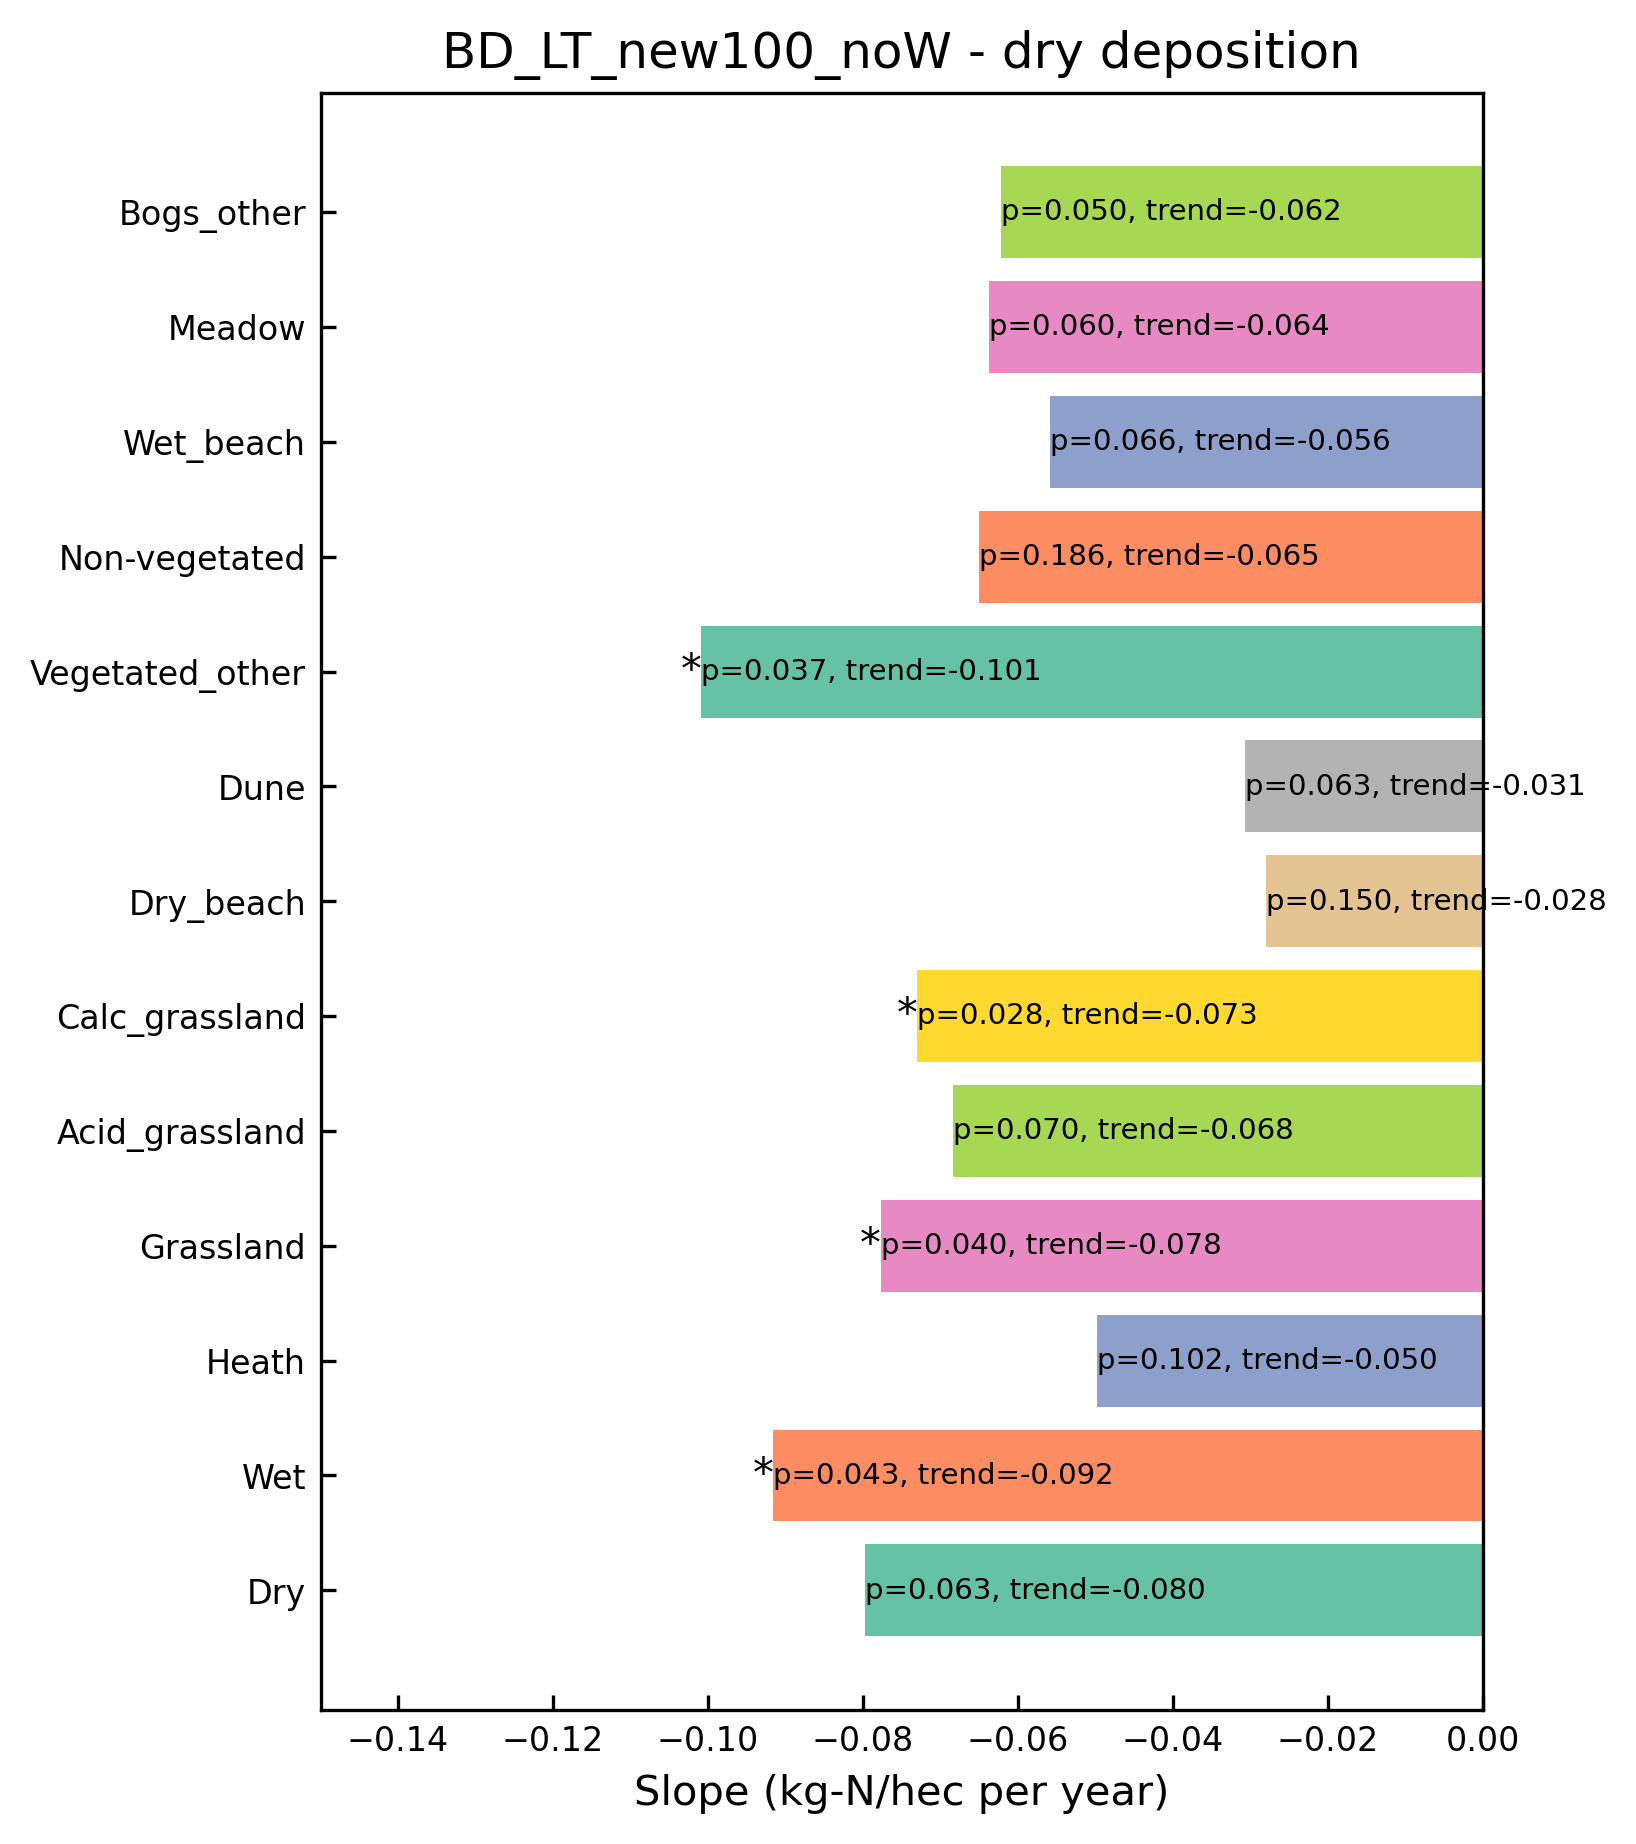 BD_LT_new100_noW - dry deposition
Bogs_other
p=0.050, trend=-0.062
Meadow
p=0.060, trend=-0.064
Wet_beach
p=0.066, trend=-0.056
Non-vegetated
p=0.186, trend=-0.065
Vegetated_other
*p=0.037, trend=-0.101
Dune
p=0.063, trend=-0.031
Dry_beach
p=0.150, trend=-0.028
Calc_grassland
*p=0.028, trend=-0.073
Acid_grassland
p=0.070, trend=-0.068
Grassland
*p=0.040, trend=-0.078
Heath
p=0.102, trend=-0.050
Wet
*p=0.043, trend=-0.092
Dry
p=0.063, trend=-0.080
−0.14 −0.12 −0.10 −0.08 −0.06 −0.04 −0.02 0.00
Slope (kg-N/hec per year)